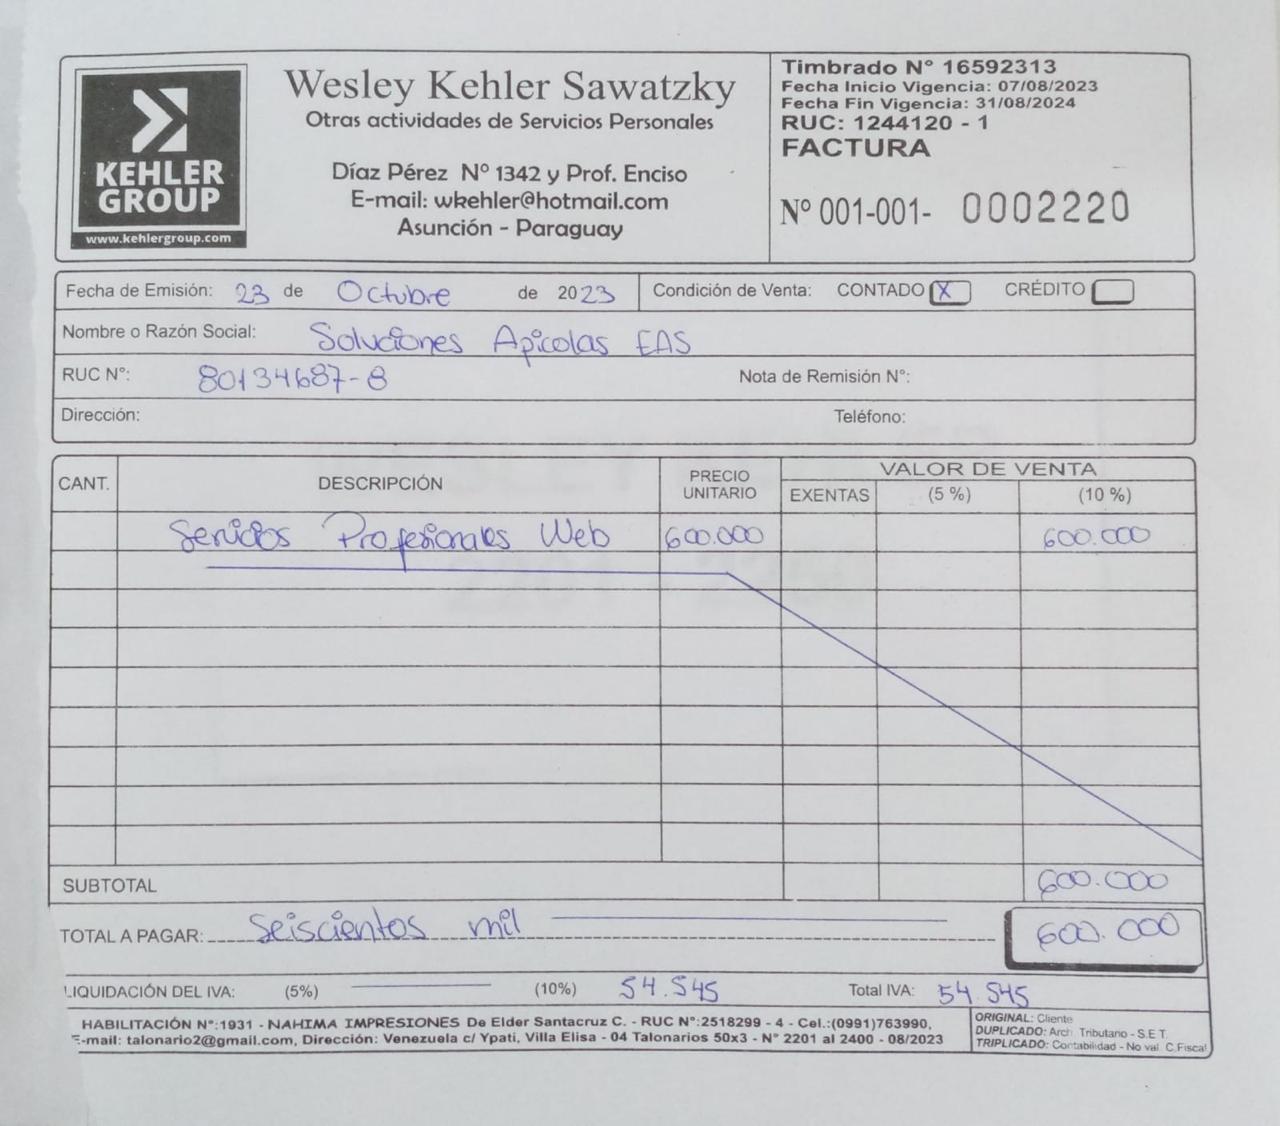 KEHLER
GROUP
www.kehlergroup.com
Wesley Kehler Sawatzky
Otras actividades de Servicios Personales
Díaz Pérez Nº 1342 y Prof. Enciso
E-mail: wkehler@hotmail.com
Asunción - Paraguay
Timbrado N° 16592313
Fecha Inicio Vigencia: 07/08/2023
Fecha Fin Vigencia: 31/08/2024
RUC: 1244120 - 1
FACTURA
Nº 001-001- 0002220
Fecha de Emisión: 23 de Octubre de 2023 Condición de Venta: CONTADO X CRÉDITO
Nombre o Razón Social: Soluciones Apicolas EAS
RUC N°: 80134687-8 Nota de Remisión N°:
Dirección: Teléfono:
CANT. DESCRIPCIÓN PRECIO UNITARIO VALOR DE VENTA
EXENTAS (5 %) (10 %)
Servicios Profesionales Web 600.000 600.000
SUBTOTAL 600.000
TOTAL A PAGAR: Seiscientos mil 600.000
LIQUIDACIÓN DEL IVA: (5%) (10%) 54.545 Total IVA: 54.545
HABILITACIÓN N°:1931 - NAHIMA IMPRESIONES De Elder Santacruz C. - RUC N°:2518299 - 4 - Cel.:(0991)763990,
E-mail: talonario2@gmail.com, Dirección: Venezuela c/ Ypati, Villa Elisa - 04 Talonarios 50x3 - N° 2201 al 2400 - 08/2023
ORIGINAL: Cliente
DUPLICADO: Arch. Tributario - S.E.T.
TRIPLICADO: Contabilidad - No val. C.Fiscal